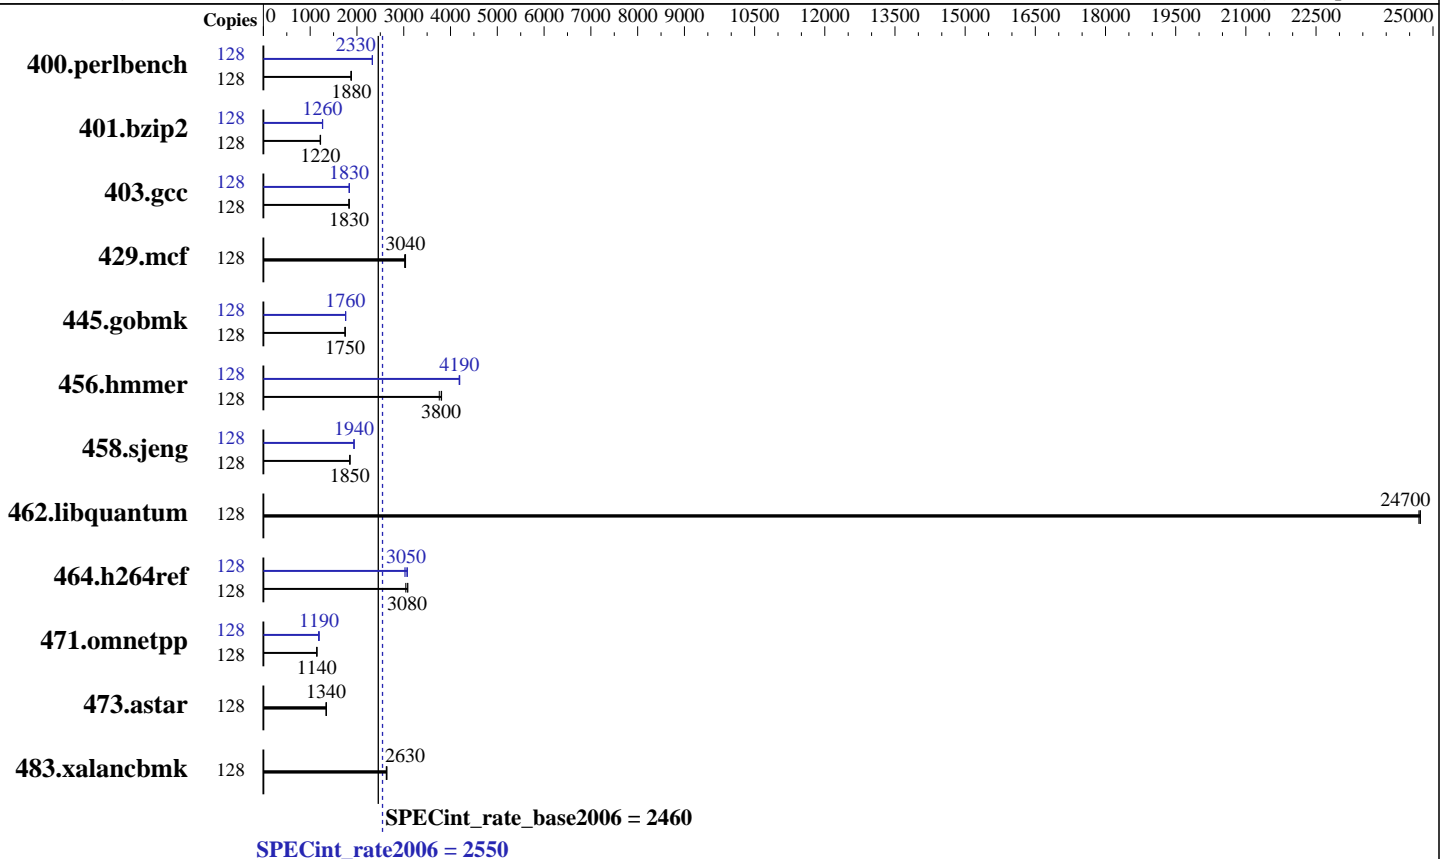 Copies 0 1000 2000 3000 4000 5000 6000 7000 8000 9000 10500 12000 13500 15000 16500 18000 19500 21000 22500 25000
2330
400.perlbench 128
128
1880
1260
401.bzip2 128
128
1220
1830
403.gcc 128
128
1830
3040
429.mcf 128
1760
445.gobmk 128
128
1750
4190
456.hmmer 128
128
3800
1940
458.sjeng 128
128
1850
24700
462.libquantum 128
3050
464.h264ref 128
128
3080
1190
471.omnetpp 128
128
1140
1340
473.astar 128
2630
483.xalancbmk 128
SPECint_rate_base2006 = 2460
SPECint_rate2006 = 2550